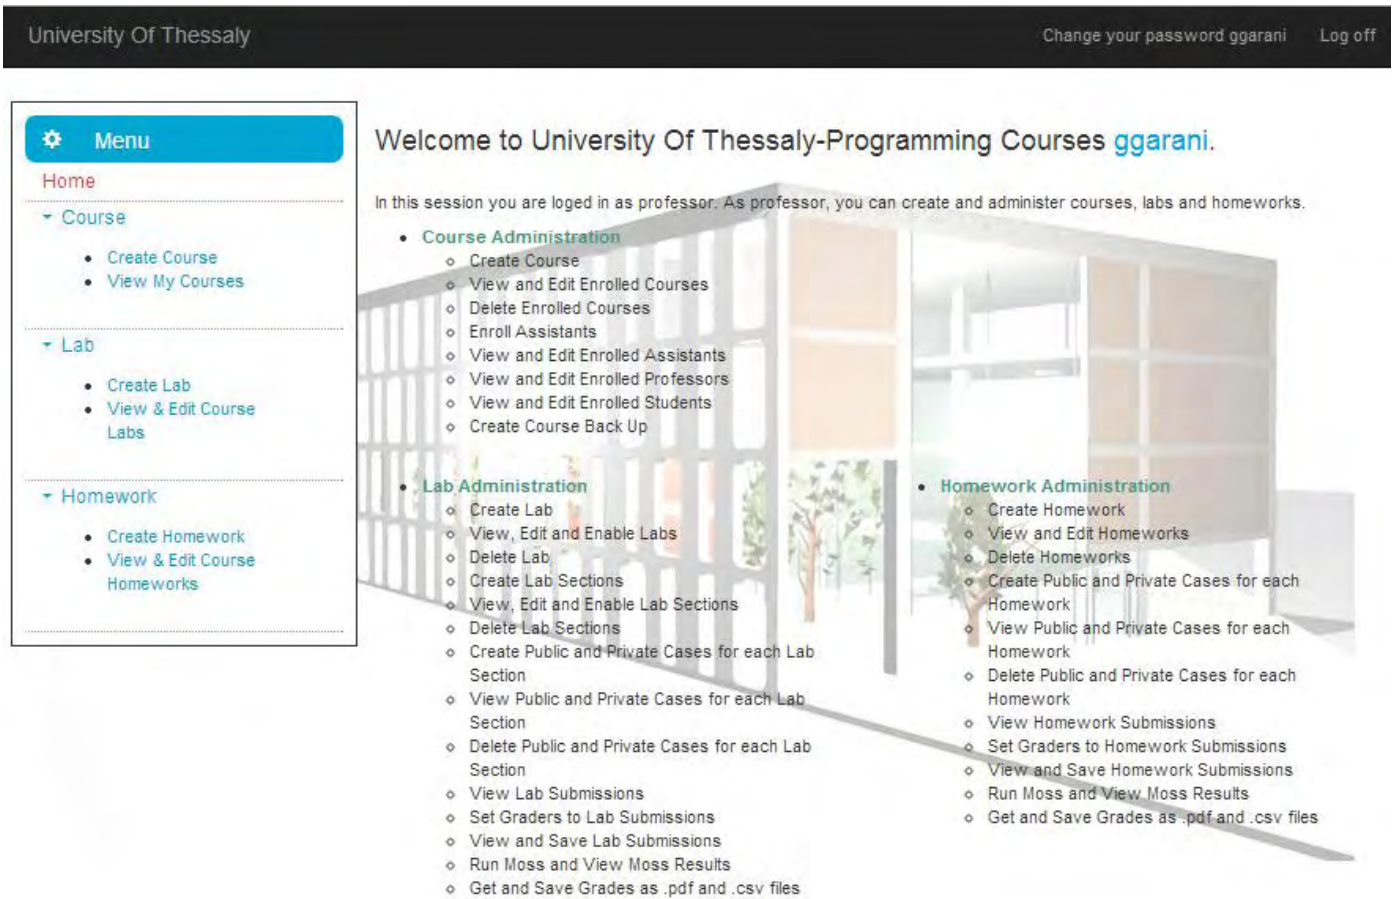 University Of Thessaly
Change your password ggarani Log off
Menu
Home
Course
Create Course
View My Courses
Lab
Create Lab
View & Edit Course
Labs
Homework
Create Homework
View & Edit Course
Homeworks
Welcome to University Of Thessaly-Programming Courses ggarani.
In this session you are loged in as professor. As professor, you can create and administer courses, labs and homeworks.
Course Administration
Create Course
View and Edit Enrolled Courses
Delete Enrolled Courses
Enroll Assistants
View and Edit Enrolled Assistants
View and Edit Enrolled Professors
View and Edit Enrolled Students
Create Course Back Up
Lab Administration
Create Lab
View, Edit and Enable Labs
Delete Lab
Create Lab Sections
View, Edit and Enable Lab Sections
Delete Lab Sections
Create Public and Private Cases for each Lab
Section
View Public and Private Cases for each Lab
Section
Delete Public and Private Cases for each Lab
Section
View Lab Submissions
Set Graders to Lab Submissions
View and Save Lab Submissions
Run Moss and View Moss Results
Get and Save Grades as .pdf and .csv files
Homework Administration
Create Homework
View and Edit Homeworks
Delete Homeworks
Create Public and Private Cases for each
Homework
View Public and Private Cases for each
Homework
Delete Public and Private Cases for each
Homework
View Homework Submissions
Set Graders to Homework Submissions
View and Save Homework Submissions
Run Moss and View Moss Results
Get and Save Grades as .pdf and .csv files